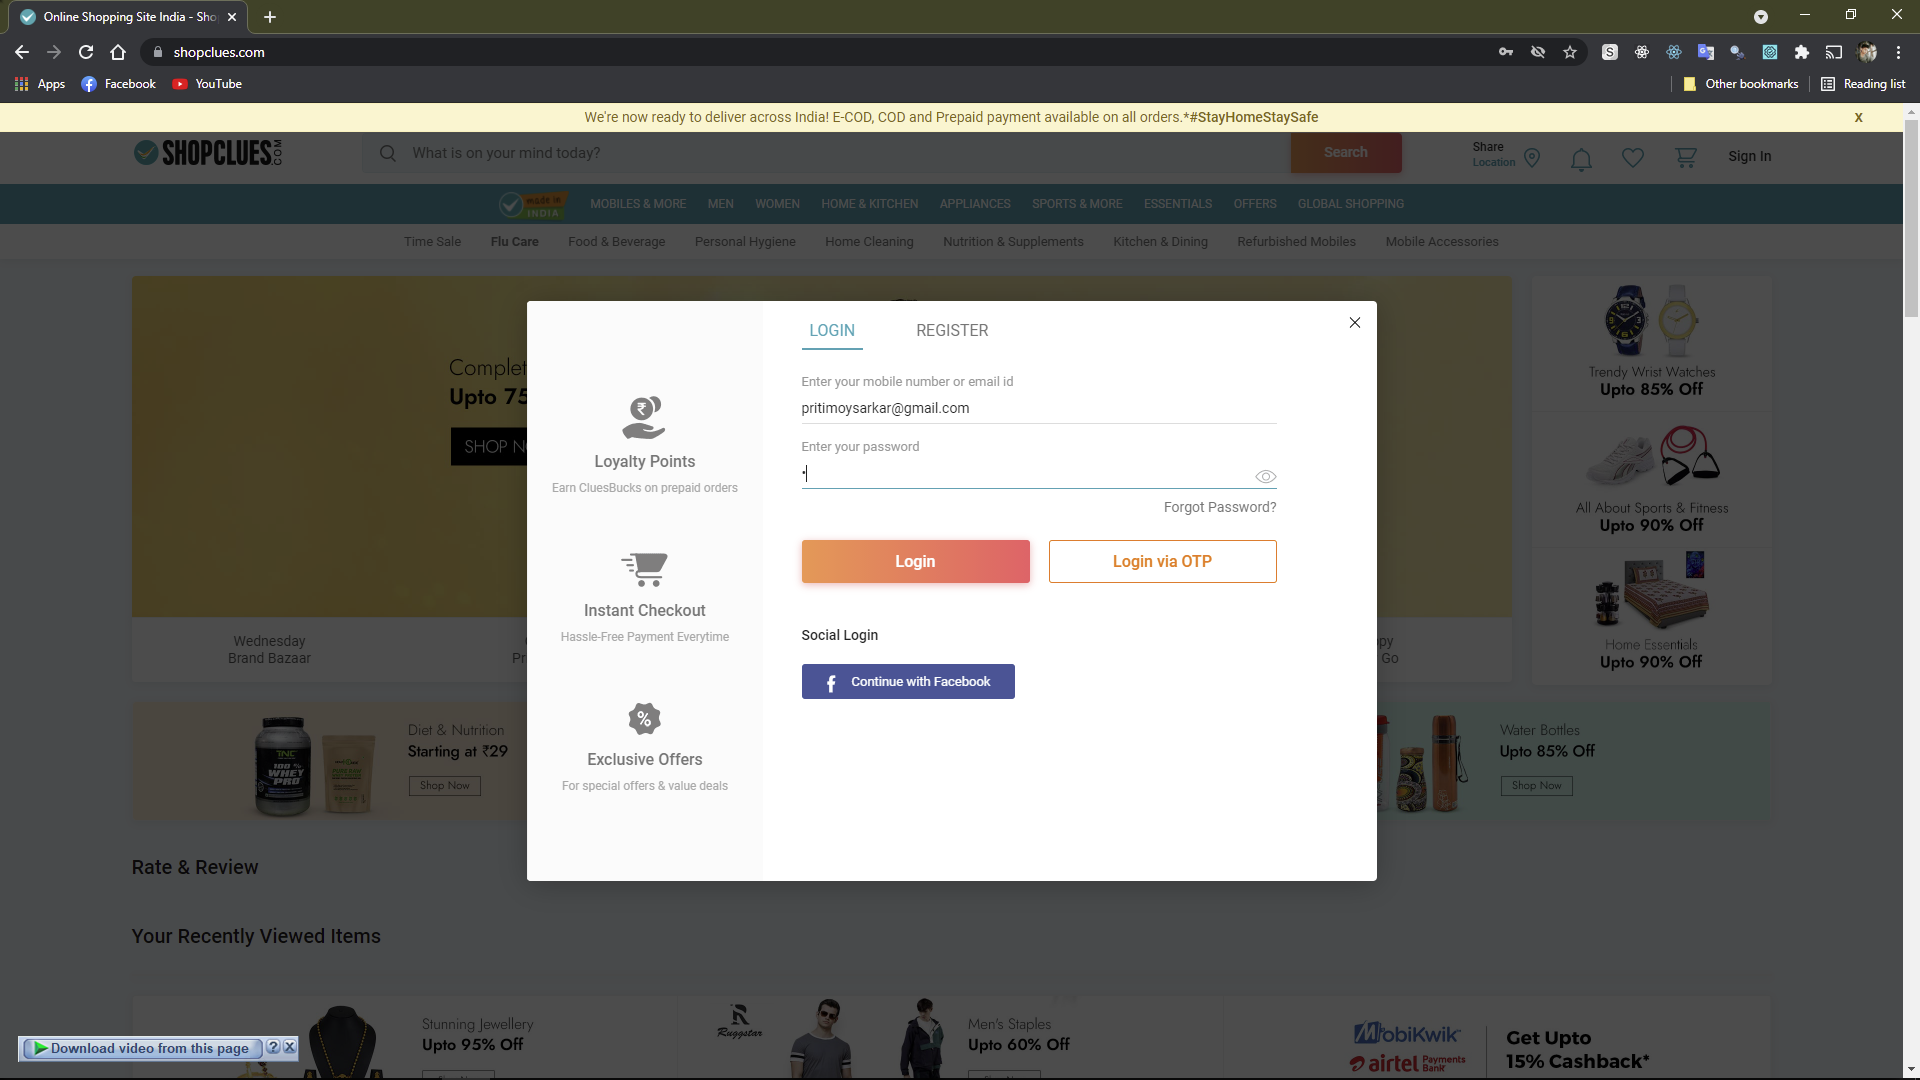 Online Shopping Site India - Sho
shopclues.com
Apps
Facebook
YouTube
Other bookmarks
Reading list
We're now ready to deliver across India! E-COD, COD and Prepaid payment available on all orders.*#StayHomeStaySafe
X
SHOPCLUES.COM
What is on your mind today?
Search
Share
Location
Sign In
made in
INDIA
MOBILES & MORE
MEN
WOMEN
HOME & KITCHEN
APPLIANCES
SPORTS & MORE
ESSENTIALS
OFFERS
GLOBAL SHOPPING
Time Sale
Flu Care
Food & Beverage
Personal Hygiene
Home Cleaning
Nutrition & Supplements
Kitchen & Dining
Refurbished Mobiles
Mobile Accessories
Complet
Upto 75
SHOP N
Trendy Wrist Watches
Upto 85% Off
All About Sports & Fitness
Upto 90% Off
Home Essentials
Upto 90% Off
LOGIN
REGISTER
Enter your mobile number or email id
pritimoysarkar@gmail.com
Enter your password
Forgot Password?
Login
Login via OTP
Social Login
Continue with Facebook
Loyalty Points
Earn CluesBucks on prepaid orders
Instant Checkout
Hassle-Free Payment Everytime
Exclusive Offers
For special offers & value deals
Wednesday
Brand Bazaar
Pr
ppy
Go
Diet & Nutrition
Starting at ₹29
Shop Now
TNC
100 %
WHEY
PRO
Water Bottles
Upto 85% Off
Shop Now
Rate & Review
Your Recently Viewed Items
Stunning Jewellery
Upto 95% Off
Ruggstar
Men's Staples
Upto 60% Off
MobiKwik
airtel Payments Bank
Get Upto
15% Cashback*
Download video from this page
?
X